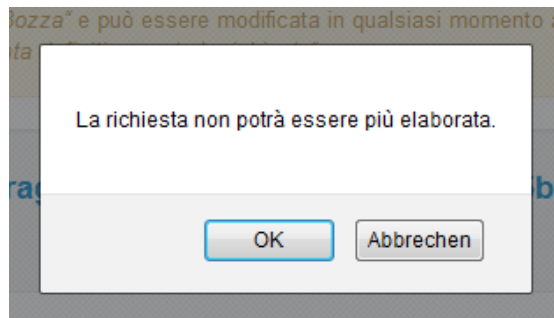 Bozza" e può essere modificata in qualsiasi momento
La richiesta non potrà essere più elaborata.
OK
Abbrechen